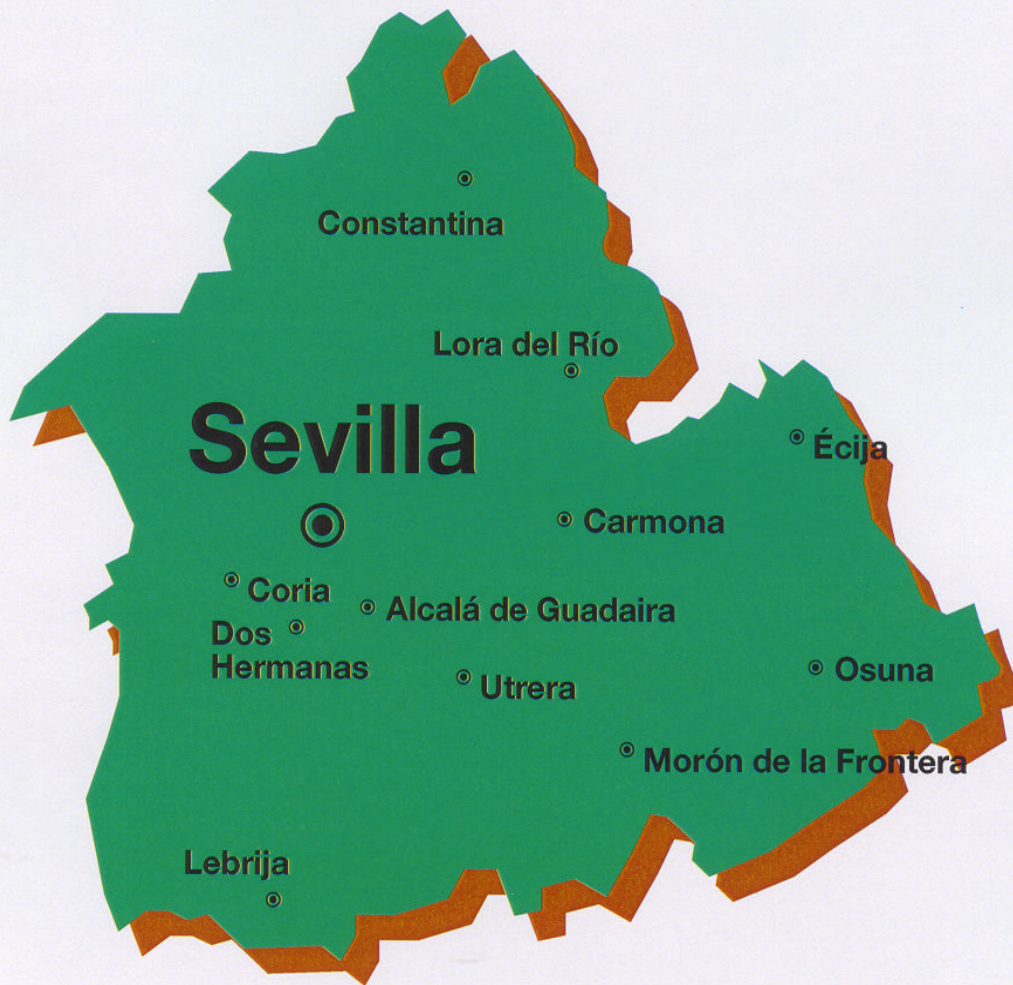 Constantina
Lora del Río
Sevilla
Écija
Carmona
Coria
Alcalá de Guadaira
Dos
Hermanas
Utrera
Osuna
Morón de la Frontera
Lebrija